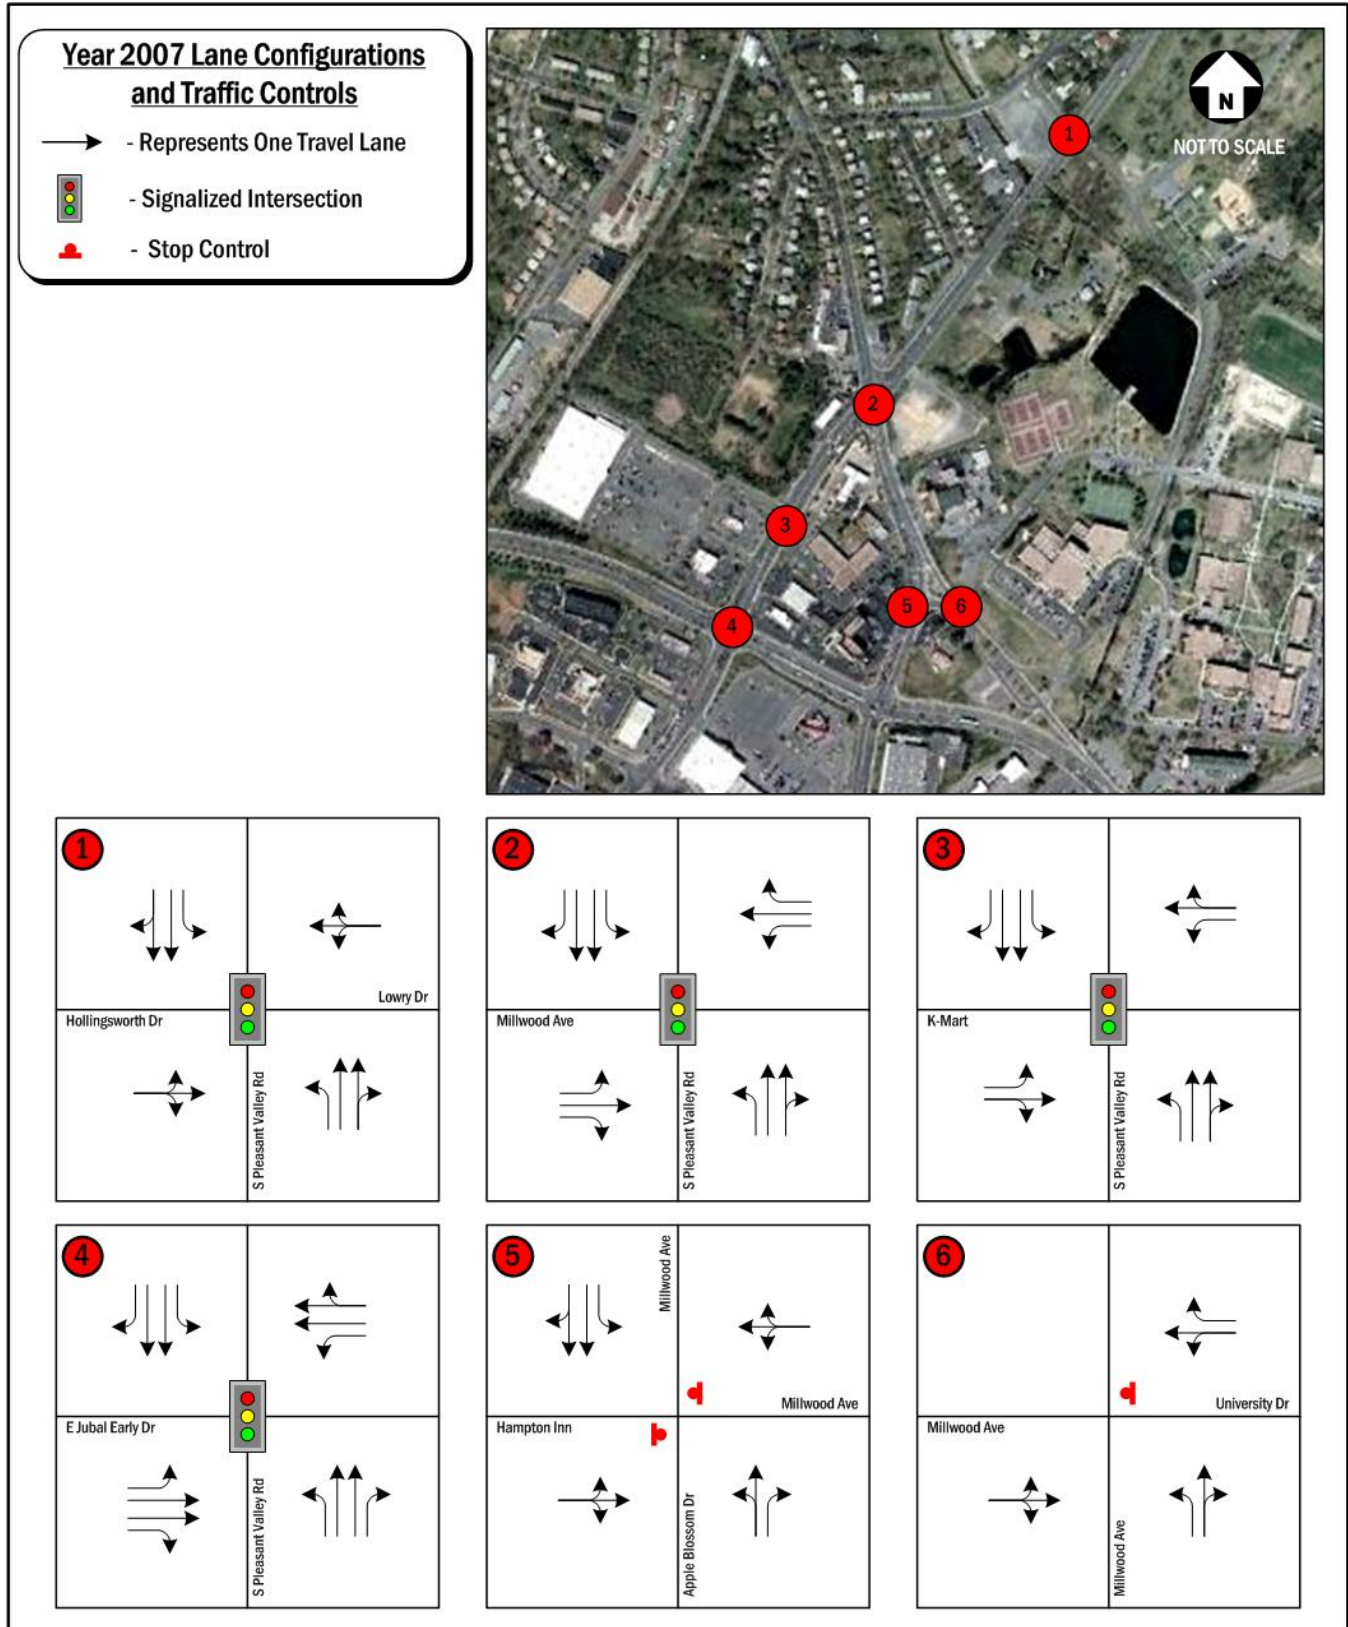 Year 2007 Lane Configurations
and Traffic Controls
- Represents One Travel Lane
- Signalized Intersection
- Stop Control
N
NOT TO SCALE
1
2
3
4
5
6
1
Lowry Dr
Hollingsworth Dr
S Pleasant Valley Rd
2
Millwood Ave
S Pleasant Valley Rd
3
K-Mart
S Pleasant Valley Rd
4
E Jubal Early Dr
S Pleasant Valley Rd
5
Millwood Ave
Millwood Ave
Hampton Inn
Apple Blossom Dr
6
University Dr
Millwood Ave
Millwood Ave